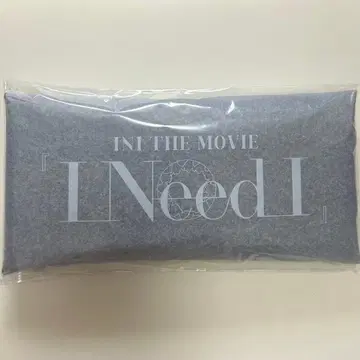 INI THE MOVIE
『I Need I』